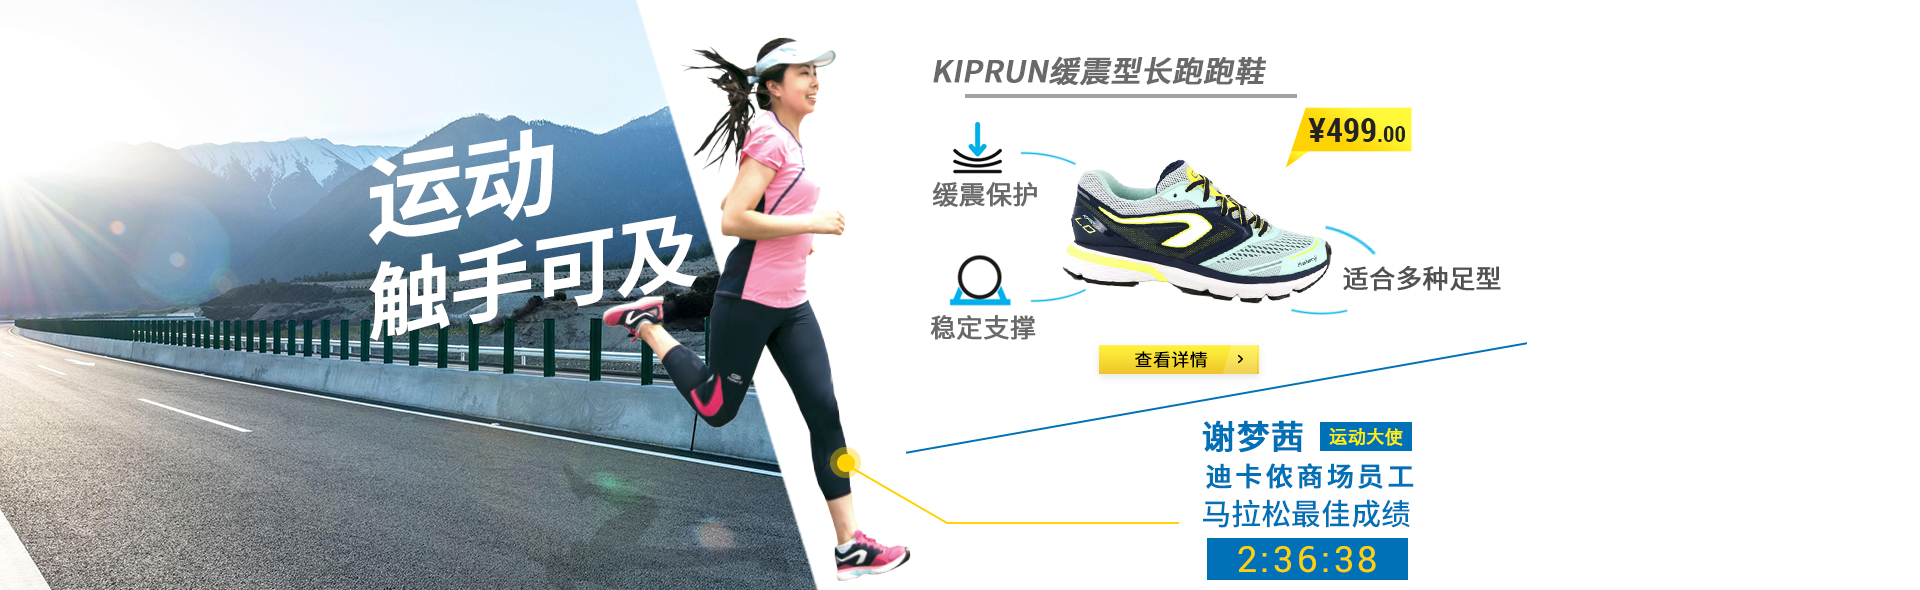 运动
触手可及
KIPRUN缓震型长跑跑鞋
¥499.00
缓震保护
适合多种足型
稳定支撑
查看详情
谢梦茜 运动大使
迪卡侬商场员工
马拉松最佳成绩
2:36:38